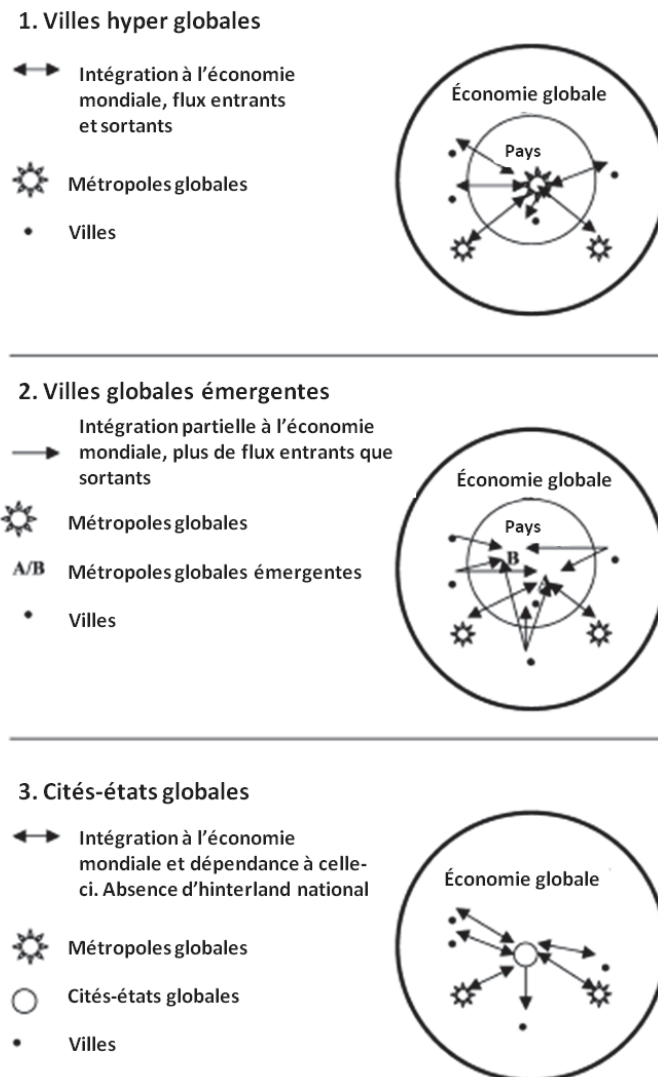 1. Villes hyper globales
Intégration à l'économie
mondiale, flux entrants
et sortants
Métropoles globales
Villes
Économie globale
Pays
2. Villes globales émergentes
Intégration partielle à l'économie
mondiale, plus de flux entrants que
sortants
Métropoles globales
A/B Métropoles globales émergentes
Villes
Économie globale
Pays
B
A
3. Cités-états globales
Intégration à l'économie
mondiale et dépendance à celle-
ci. Absence d'hinterland national
Métropoles globales
Cités-états globales
Villes
Économie globale